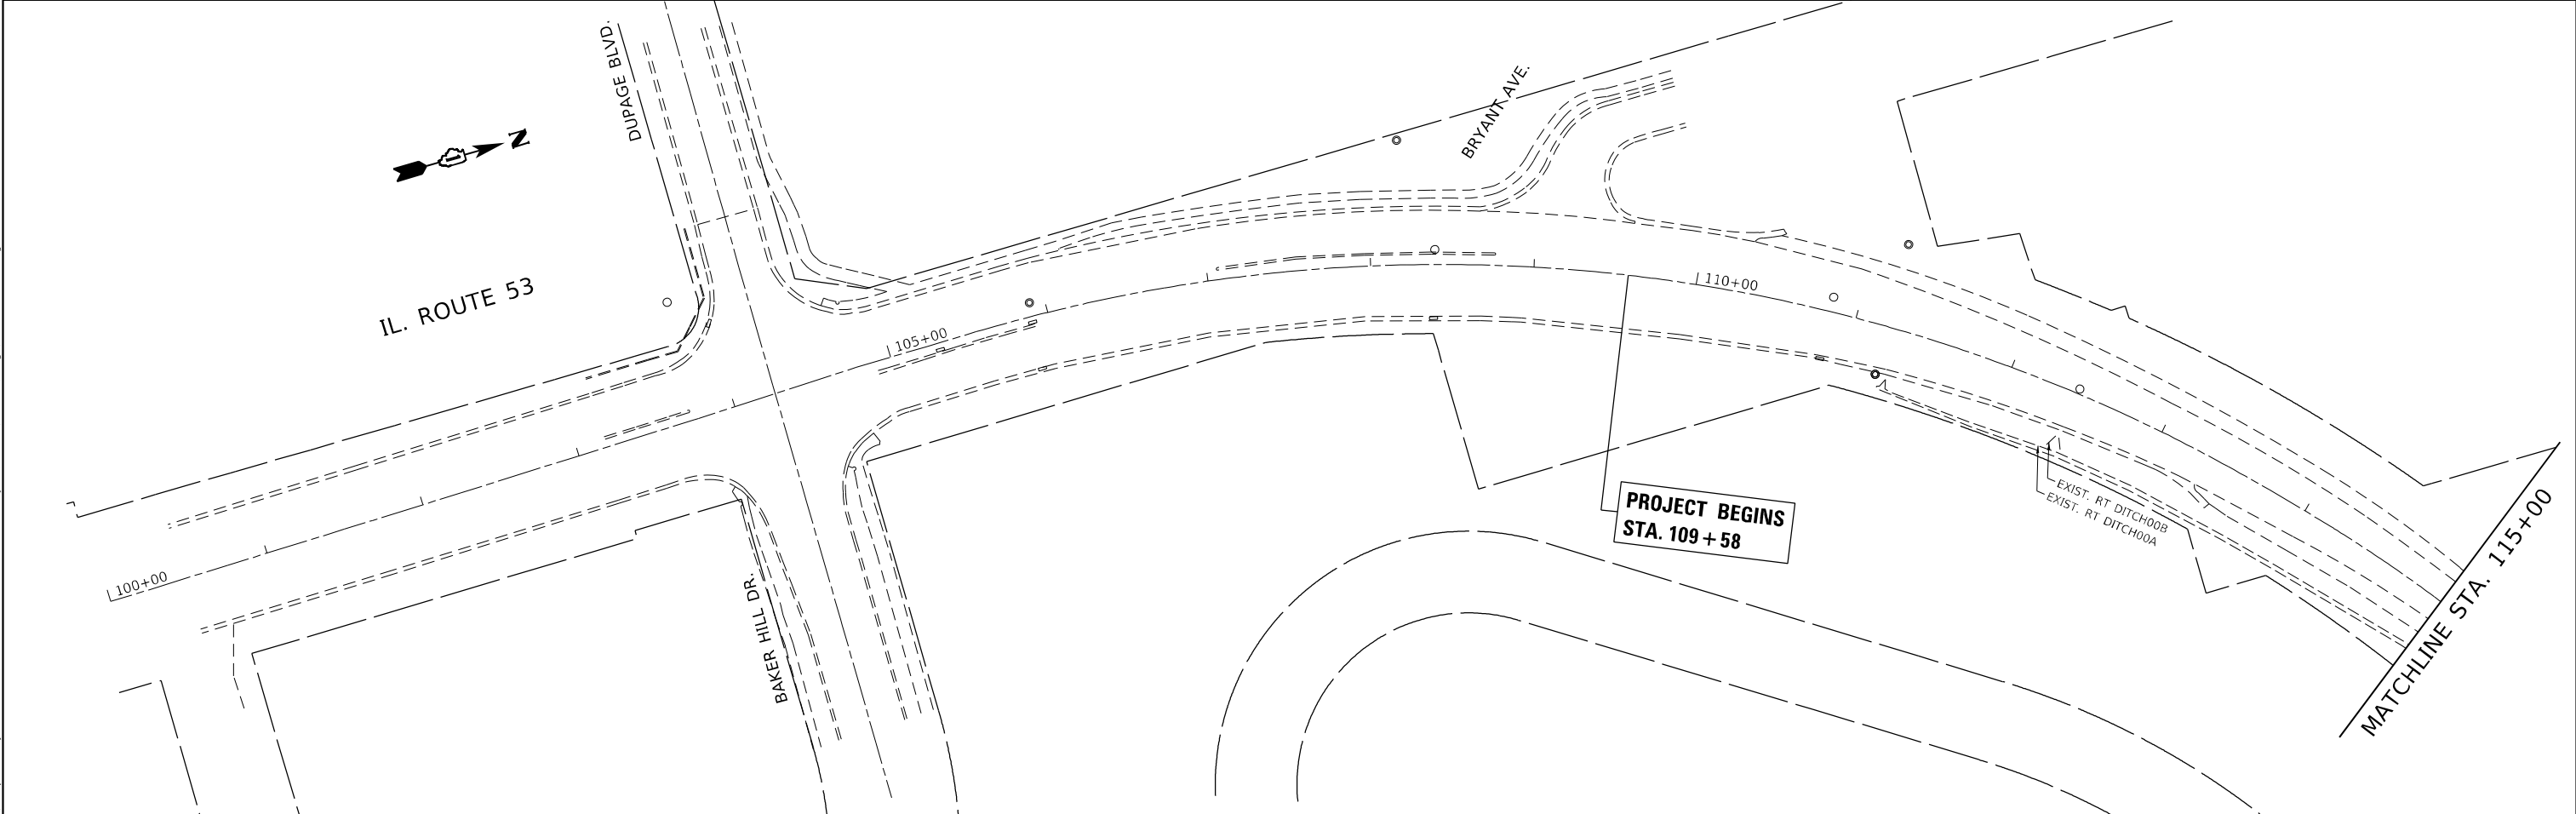 DUPAGE BLVD.
BRYANT AVE.
N
IL. ROUTE 53
105+00
110+00
100+00
PROJECT BEGINS
STA. 109+58
EXIST. RT DITCH00B
EXIST. RT DITCH00A
BAKER HILL DR.
MATCHLINE STA. 115+00